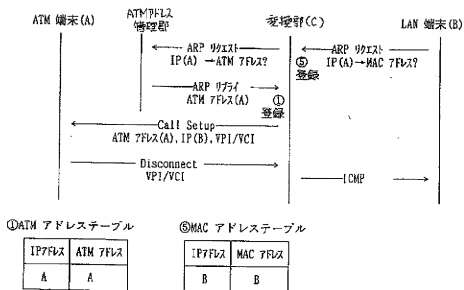 ATM 端末(A)
ATMアドレス
管理部
変換部(C)
LAN 端末(B)
ARP リクエスト
IP(A)→ATM アドレス?
ARP リクエスト
⑤ IP(A)→MAC アドレス?
登録
ARP リプライ
ATM アドレス(A)
①
登録
Call Setup
ATM アドレス(A),IP(B),VPI/VCI
Disconnect
VPI/VCI
ICMP
①ATM アドレステーブル
IPアドレス ATM アドレス
A A
⑤MAC アドレステーブル
IPアドレス MAC アドレス
B B